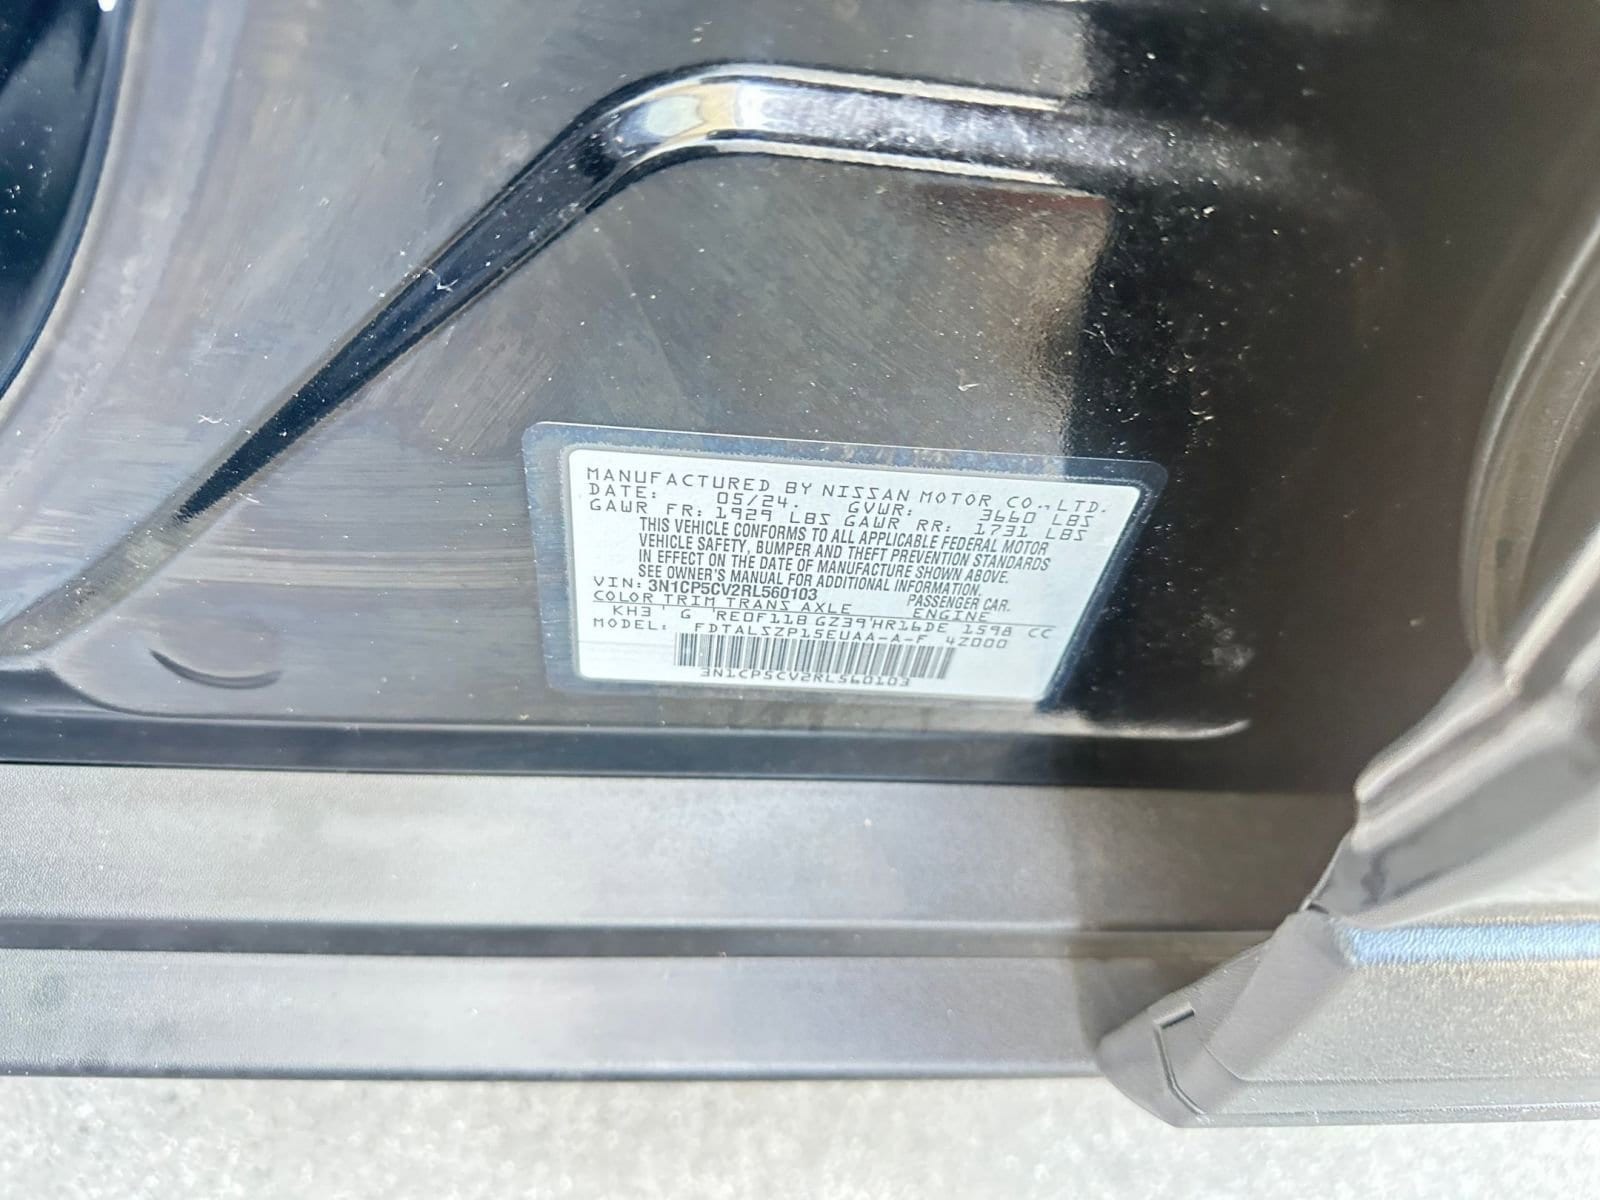 MANUFACTURED BY NISSAN MOTOR CO.,LTD.
DATE: 05/24. GVWR: 3660 LBS
GAWR FR: 1929 LBS GAWR RR: 1731 LBS
THIS VEHICLE CONFORMS TO ALL APPLICABLE FEDERAL MOTOR
VEHICLE SAFETY, BUMPER AND THEFT PREVENTION STANDARDS
IN EFFECT ON THE DATE OF MANUFACTURE SHOWN ABOVE.
SEE OWNER'S MANUAL FOR ADDITIONAL INFORMATION.
VIN: 3N1CP5CV2RL560103 PASSENGER CAR.
COLOR TRIM TRANS AXLE ENGINE
KH3 ' G ' RE0F11B GZ39'HR16DE 1598 CC
MODEL: FDTALSZP15EUAA-A-F 4Z000
3N1CP5CV2RL560103